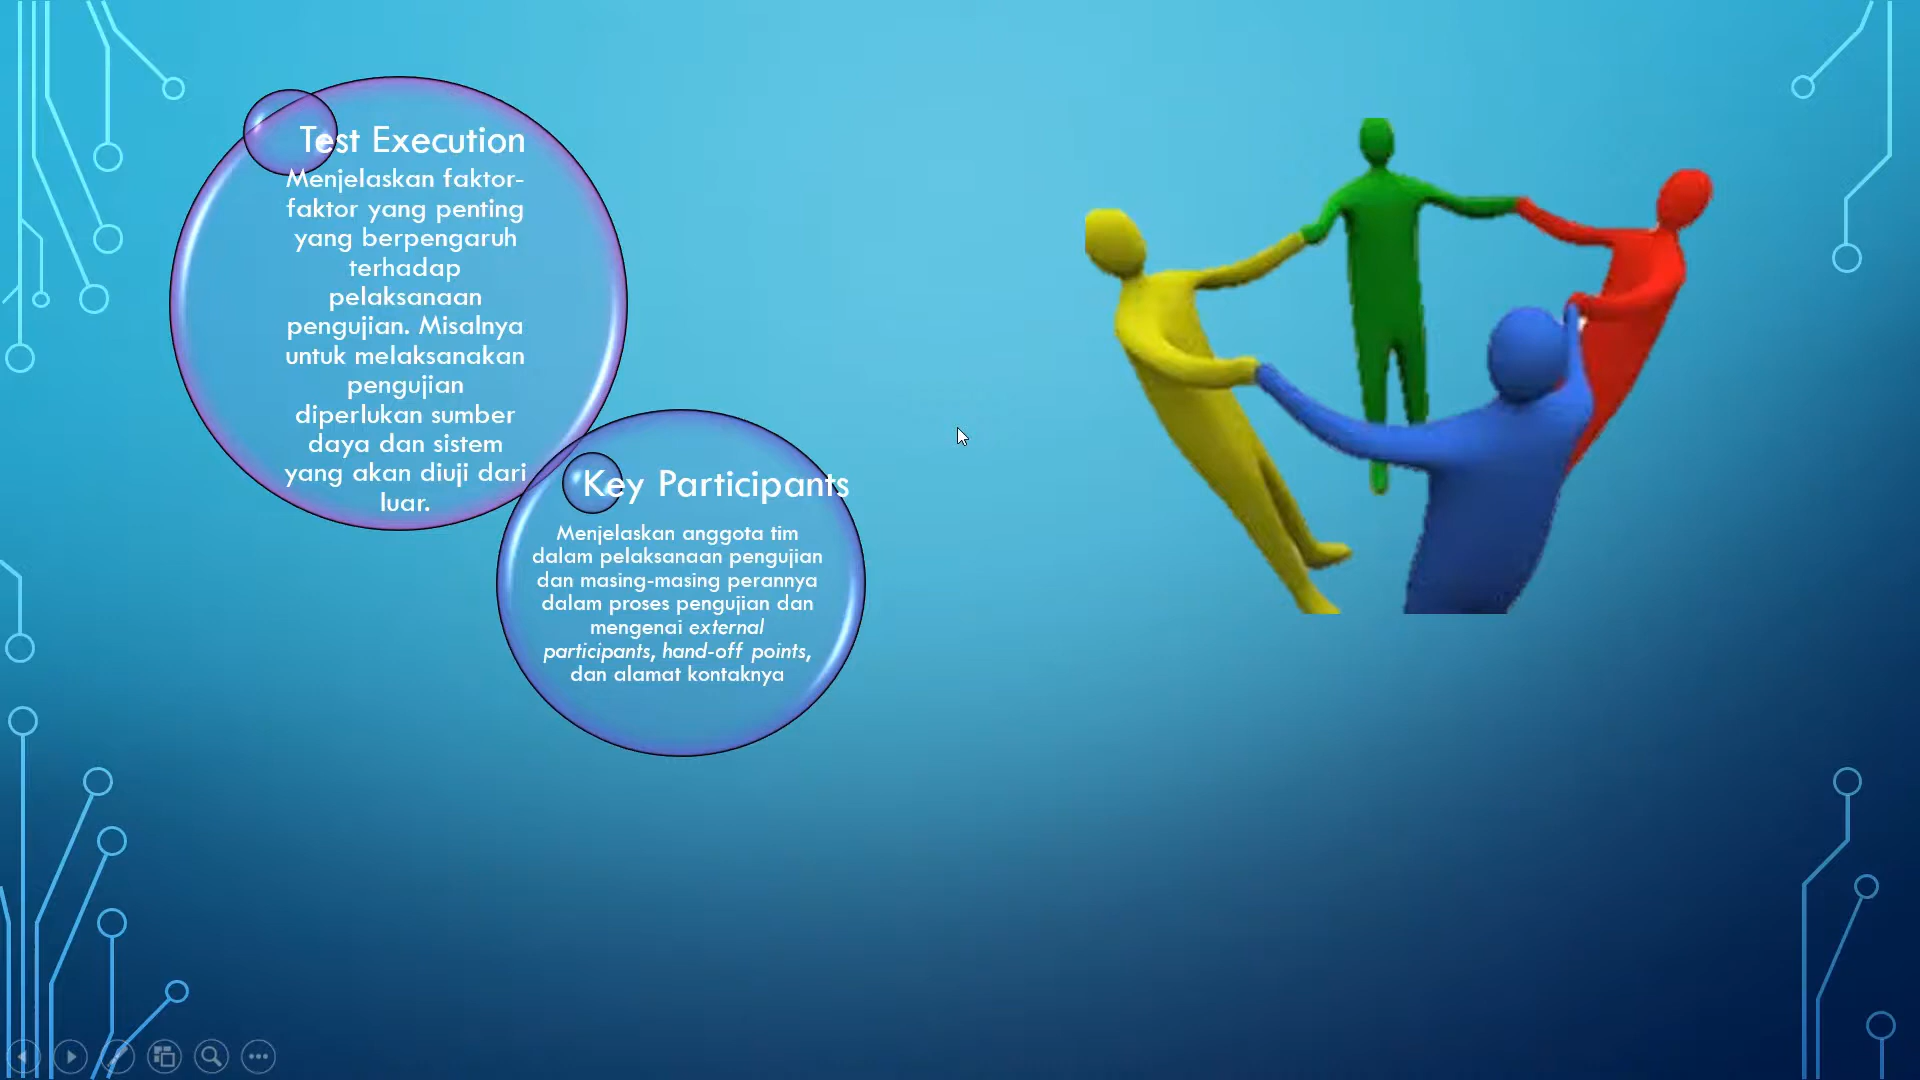 Test Execution
Menjelaskan faktor-
faktor yang penting
yang berpengaruh
terhadap
pelaksanaan
pengujian. Misalnya
untuk melaksanakan
pengujian
diperlukan sumber
daya dan sistem
yang akan diuji dari
luar.
Key Participants
Menjelaskan anggota tim
dalam pelaksanaan pengujian
dan masing-masing perannya
dalam proses pengujian dan
mengenai external
participants, hand-off points,
dan alamat kontaknya